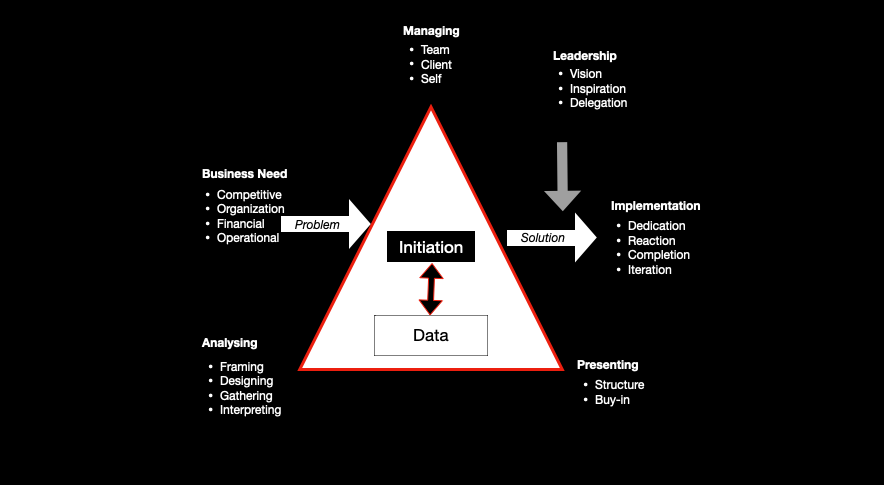 Managing
• Team
• Client
• Self
Leadership
• Vision
• Inspiration
• Delegation
Business Need
• Competitive
• Organization
• Financial
• Operational
Problem
Initiation
Data
Solution
Implementation
• Dedication
• Reaction
• Completion
• Iteration
Analysing
• Framing
• Designing
• Gathering
• Interpreting
Presenting
• Structure
• Buy-in